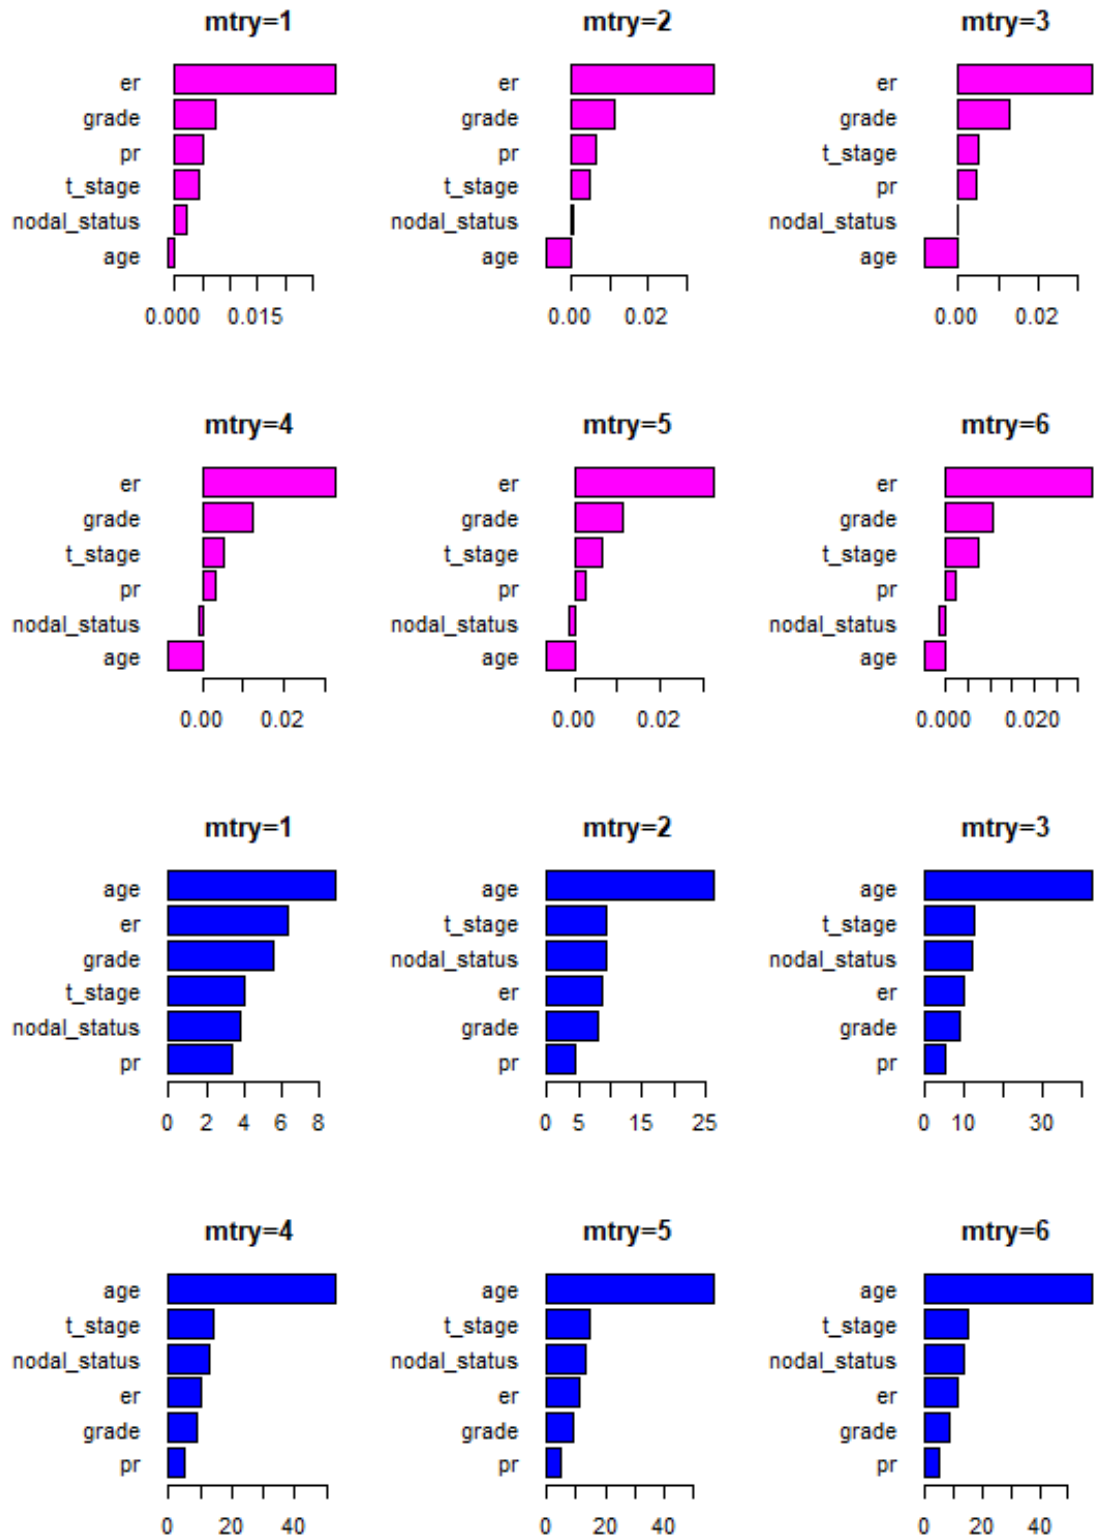 mtry=1
er
grade
pr
t_stage
nodal_status
age
0.000 0.015
mtry=2
er
grade
pr
t_stage
nodal_status
age
0.00 0.02
mtry=3
er
grade
t_stage
pr
nodal_status
age
0.00 0.02
mtry=4
er
grade
t_stage
pr
nodal_status
age
0.00 0.02
mtry=5
er
grade
t_stage
pr
nodal_status
age
0.00 0.02
mtry=6
er
grade
t_stage
pr
nodal_status
age
0.000 0.020
mtry=1
age
er
grade
t_stage
nodal_status
pr
0 2 4 6 8
mtry=2
age
t_stage
nodal_status
er
grade
pr
0 5 15 25
mtry=3
age
t_stage
nodal_status
er
grade
pr
0 10 30
mtry=4
age
t_stage
nodal_status
er
grade
pr
0 20 40
mtry=5
age
t_stage
nodal_status
er
grade
pr
0 20 40
mtry=6
age
t_stage
nodal_status
er
grade
pr
0 20 40